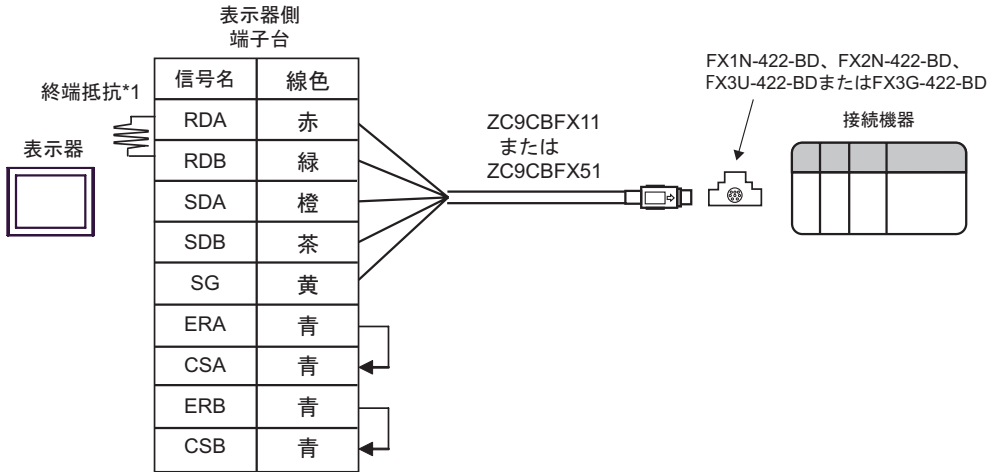 表示器側
端子台
終端抵抗*1
表示器
信号名 線色
RDA 赤
RDB 緑
SDA 橙
SDB 茶
SG 黄
ERA 青
CSA 青
ERB 青
CSB 青
ZC9CBFX11
または
ZC9CBFX51
FX1N-422-BD、FX2N-422-BD、
FX3U-422-BDまたはFX3G-422-BD
接続機器